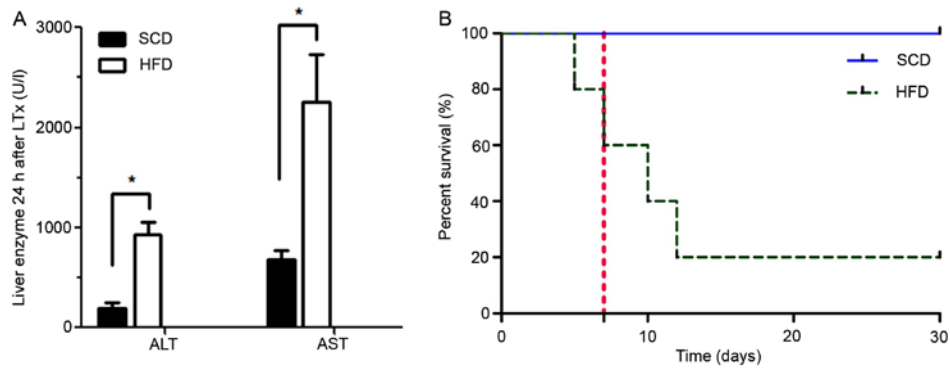 A
Liver enzyme 24 h after LTx (U/l)
3000
2000
1000
0
SCD
HFD
*
*
ALT
AST
B
Percent survival (%)
100
80
60
40
20
0
SCD
HFD
0
10
20
30
Time (days)